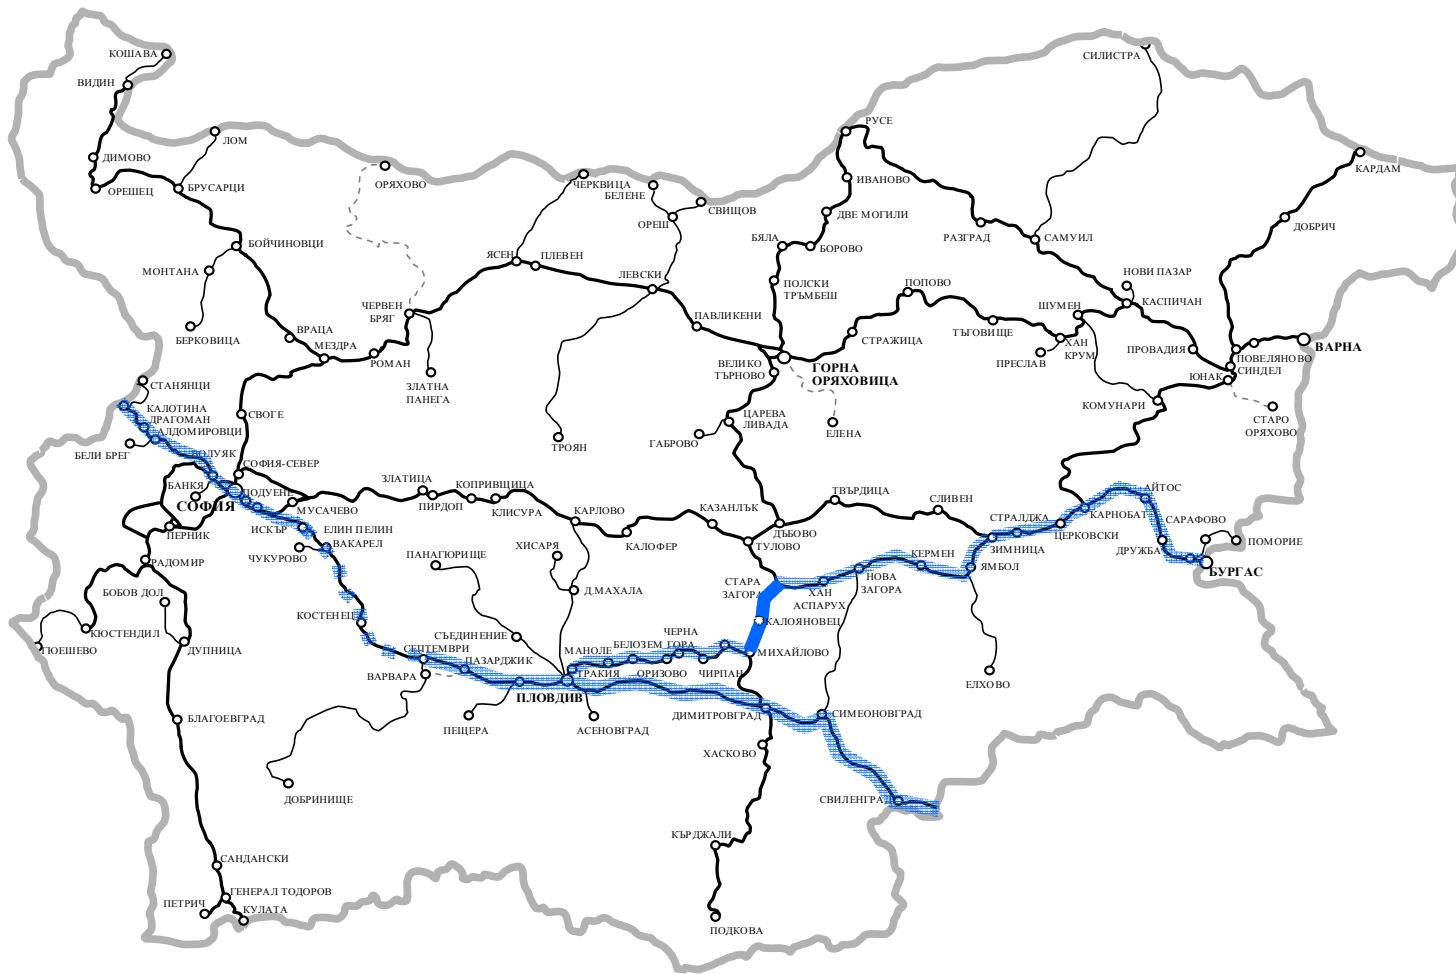 КОШАВА
ВИДИН
СИЛИСТРА
РУСЕ
ЛОМ
ДИМОВО
ОРЕШЕЦ
БРУСАРЦИ
ОРЯХОВО
ЧЕРКВИЦА
БЕЛЕНЕ
СВИЩОВ
ОРЕШ
ИВАНОВО
ДВЕ МОГИЛИ
КАРДАМ
ДОБРИЧ
БОЙЧИНОВЦИ
МОНТАНА
ЯСЕН
ПЛЕВЕН
ЛЕВСКИ
БЯЛА
БОРОВО
РАЗГРАД
САМУИЛ
ПОЛСКИ
ТРЪМБЕШ
ПОПОВО
НОВИ ПАЗАР
КАСПИЧАН
ШУМЕН
ЧЕРВЕН
БРЯГ
БЕРКОВИЦА
ВРАЦА
МЕЗДРА
РОМАН
ПАВЛИКЕНИ
СТРАЖИЦА
ТЪГОВИЩЕ
ХАН
КРУМ
ПРЕСЛАВ
ПРОВАДИЯ
ПОВЕЛЯНОВО
СИНДЕЛ
ВАРНА
ЮНАК
ВЕЛИКО
ТЪРНОВО
ГОРНА
ОРЯХОВИЦА
ЗЛАТНА
ПАНЕГА
СТАНЯНЦИ
КАЛОТИНА
ДРАГОМАН
АЛДОМИРОВЦИ
СВОГЕ
БЕЛИ БРЕГ
ВОЛУЯК
СОФИЯ-СЕВЕР
ТРОЯН
ГАБРОВО
ЦАРЕВА
ЛИВАДА
ЕЛЕНА
КОМУНАРИ
СТАРО
ОРЯХОВО
БАНКЯ
ПОДУЕНЕ
СОФИЯ
МУСАЧЕВО
ЗЛАТИЦА
ПИРДОП
КОПРИВЩИЦА
КЛИСУРА
КАРЛОВО
КАЗАНЛЪК
ТВЪРДИЦА
СЛИВЕН
АЙТОС
ПЕРНИК
ИСКЪР
ЕЛИН ПЕЛИН
ВАКАРЕЛ
ЧУКУРОВО
КАЛОФЕР
ДЪБОВО
ТУЛОВО
СТРАЛДЖА
ЗИМНИЦА
ЦЕРКОВСКИ
КАРНОБАТ
САРАФОВО
ДРУЖБА
ПОМОРИЕ
БУРГАС
РАДОМИР
БОБОВ ДОЛ
ПАНАГЮРИЩЕ
ХИСАРЯ
Д.МАХАЛА
СТАРА
ЗАГОРА
ХАН
АСПАРУХ
НОВА
ЗАГОРА
КЕРМЕН
ЯМБОЛ
КОСТЕНЕЦ
КЮСТЕНДИЛ
ГЮЕШЕВО
ДУПНИЦА
СЪЕДИНЕНИЕ
КАЛОЯНОВЕЦ
ЧЕРНА
ГОРА
СЕПТЕМВРИ
ПАЗАРДЖИК
МАНОЛЕ
БЕЛОЗЕМ
МИХАЙЛОВО
ВАРВАРА
ТРАКИЯ
ОРИЗОВО
ЧИРПАН
ЕЛХОВО
ПЛОВДИВ
ПЕЩЕРА
АСЕНОВГРАД
ДИМИТРОВГРАД
СИМЕОНОВГРАД
БЛАГОЕВГРАД
ХАСКОВО
ДОБРИНИЩЕ
СВИЛЕНГРАД
КЪРДЖАЛИ
САНДАНСКИ
ГЕНЕРАЛ ТОДОРОВ
ПЕТРИЧ
КУЛАТА
ПОДКОВА